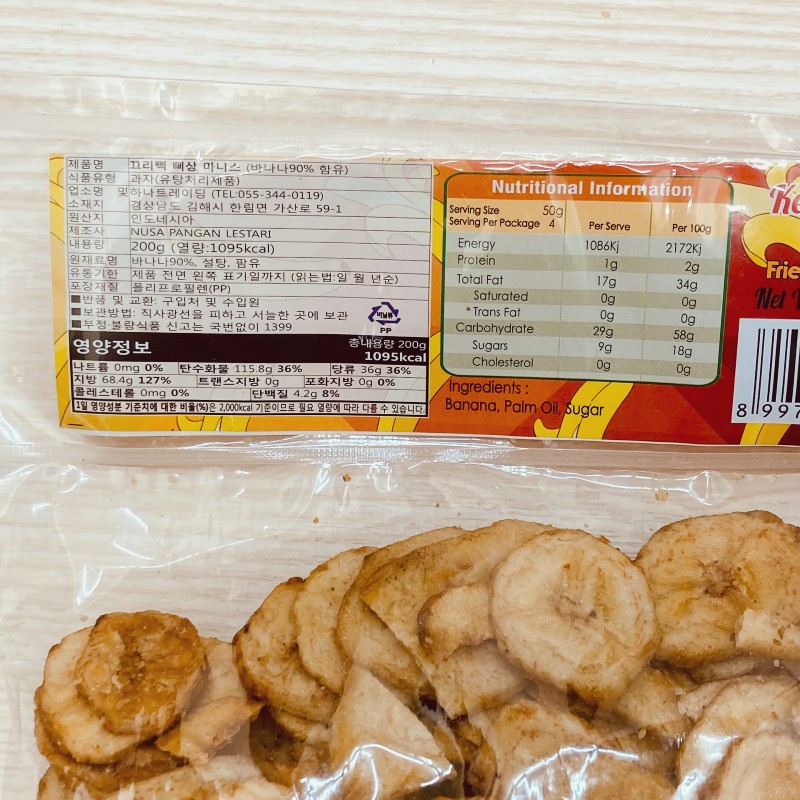 제품명 끄리삑 삐상 마니스 (바나나90% 함유)
식품유형 과자(유탕처리제품)
업소명 및 하나트레이딩 (TEL:055-344-0119)
소재지 경상남도 김해시 한림면 가산로 59-1
원산지 인도네시아
제조사 NUSA PANGAN LESTARI
내용량 200g (열량:1095kcal)
원재료명 바나나90%, 설탕, 팜유
유통기한 제품 전면 왼쪽 표기일까지 (읽는법:일 월 년순)
포장재질 폴리프로필렌(PP)
■반품 및 교환: 구입처 및 수입원
■보관방법: 직사광선을 피하고 서늘한 곳에 보관
■부정·불량식품 신고는 국번없이 1399
비닐류
PP
영양정보 총내용량 200g
1095kcal
나트륨 0mg 0% 탄수화물 115.8g 36% 당류 36g 36%
지방 68.4g 127% 트랜스지방 0g 포화지방 0g 0%
콜레스테롤 0mg 0% 단백질 4.2g 8%
1일 영양성분 기준치에 대한 비율(%)은 2,000kcal 기준이므로 필요 열량에 따라 다를 수 있습니다.
Nutritional Information
Serving Size 50g
Serving Per Package 4 Per Serve Per 100g
Energy 1086Kj 2172Kj
Protein 1g 2g
Total Fat 17g 34g
Saturated 0g 0g
*Trans Fat 0g 0g
Carbohydrate 29g 58g
Sugars 9g 18g
Cholesterol 0g 0g
Ingredients :
Banana, Palm Oil, Sugar
Ke
Frie
Net
8 997